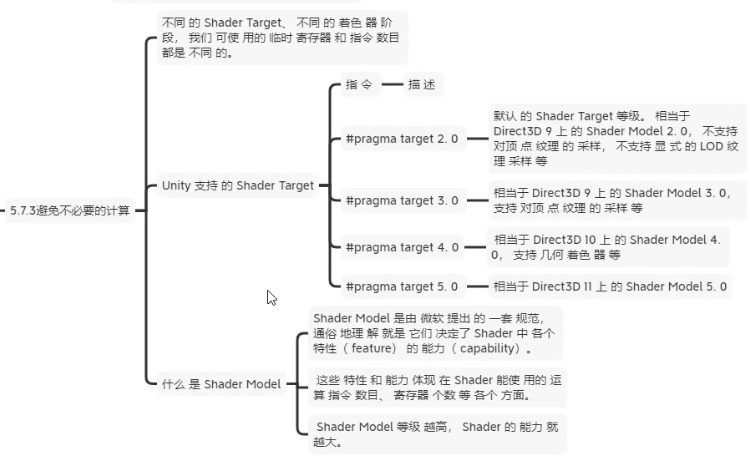 不同 的 Shader Target、 不同 的 着色 器 阶
段， 我们 可使 用的 临时 寄存器 和 指令 数目
都是 不同 的。
5.7.3避免不必要的计算
Unity 支持 的 Shader Target
指 令
描 述
#pragma target 2. 0
默认 的 Shader Target 等级。 相当于
Direct3D 9 上 的 Shader Model 2. 0， 不支持
对顶 点 纹理 的 采样， 不支持 显 式 的 LOD 纹
理 采样 等
#pragma target 3. 0
相当于 Direct3D 9 上 的 Shader Model 3. 0，
支持 对顶 点 纹理 的 采样 等
#pragma target 4. 0
相当于 Direct3D 10 上 的 Shader Model 4.
0， 支持 几何 着色 器 等
#pragma target 5. 0
相当于 Direct3D 11 上 的 Shader Model 5. 0
什么 是 Shader Model
Shader Model 是由 微软 提出 的 一套 规范，
通俗 地理 解 就是 它们 决定了 Shader 中 各个
特性（ feature） 的 能力（ capability）。
这些 特性 和 能力 体现 在 Shader 能使 用的 运
算 指令 数目、 寄存器 个数 等 各个 方面。
Shader Model 等级 越高， Shader 的 能力 就
越大。